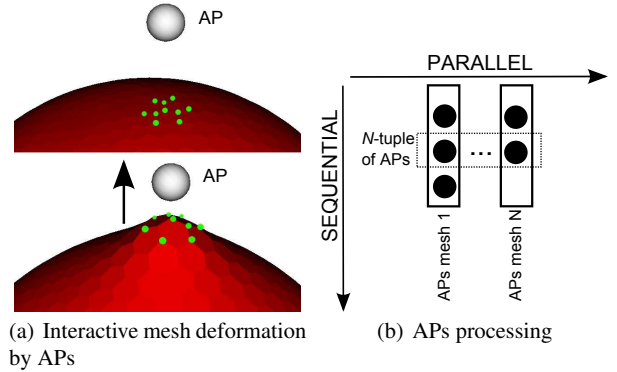 AP
AP
PARALLEL
SEQUENTIAL
N-tuple
of APs
...
APs mesh 1
APs mesh N
(a) Interactive mesh deformation
by APs
(b) APs processing